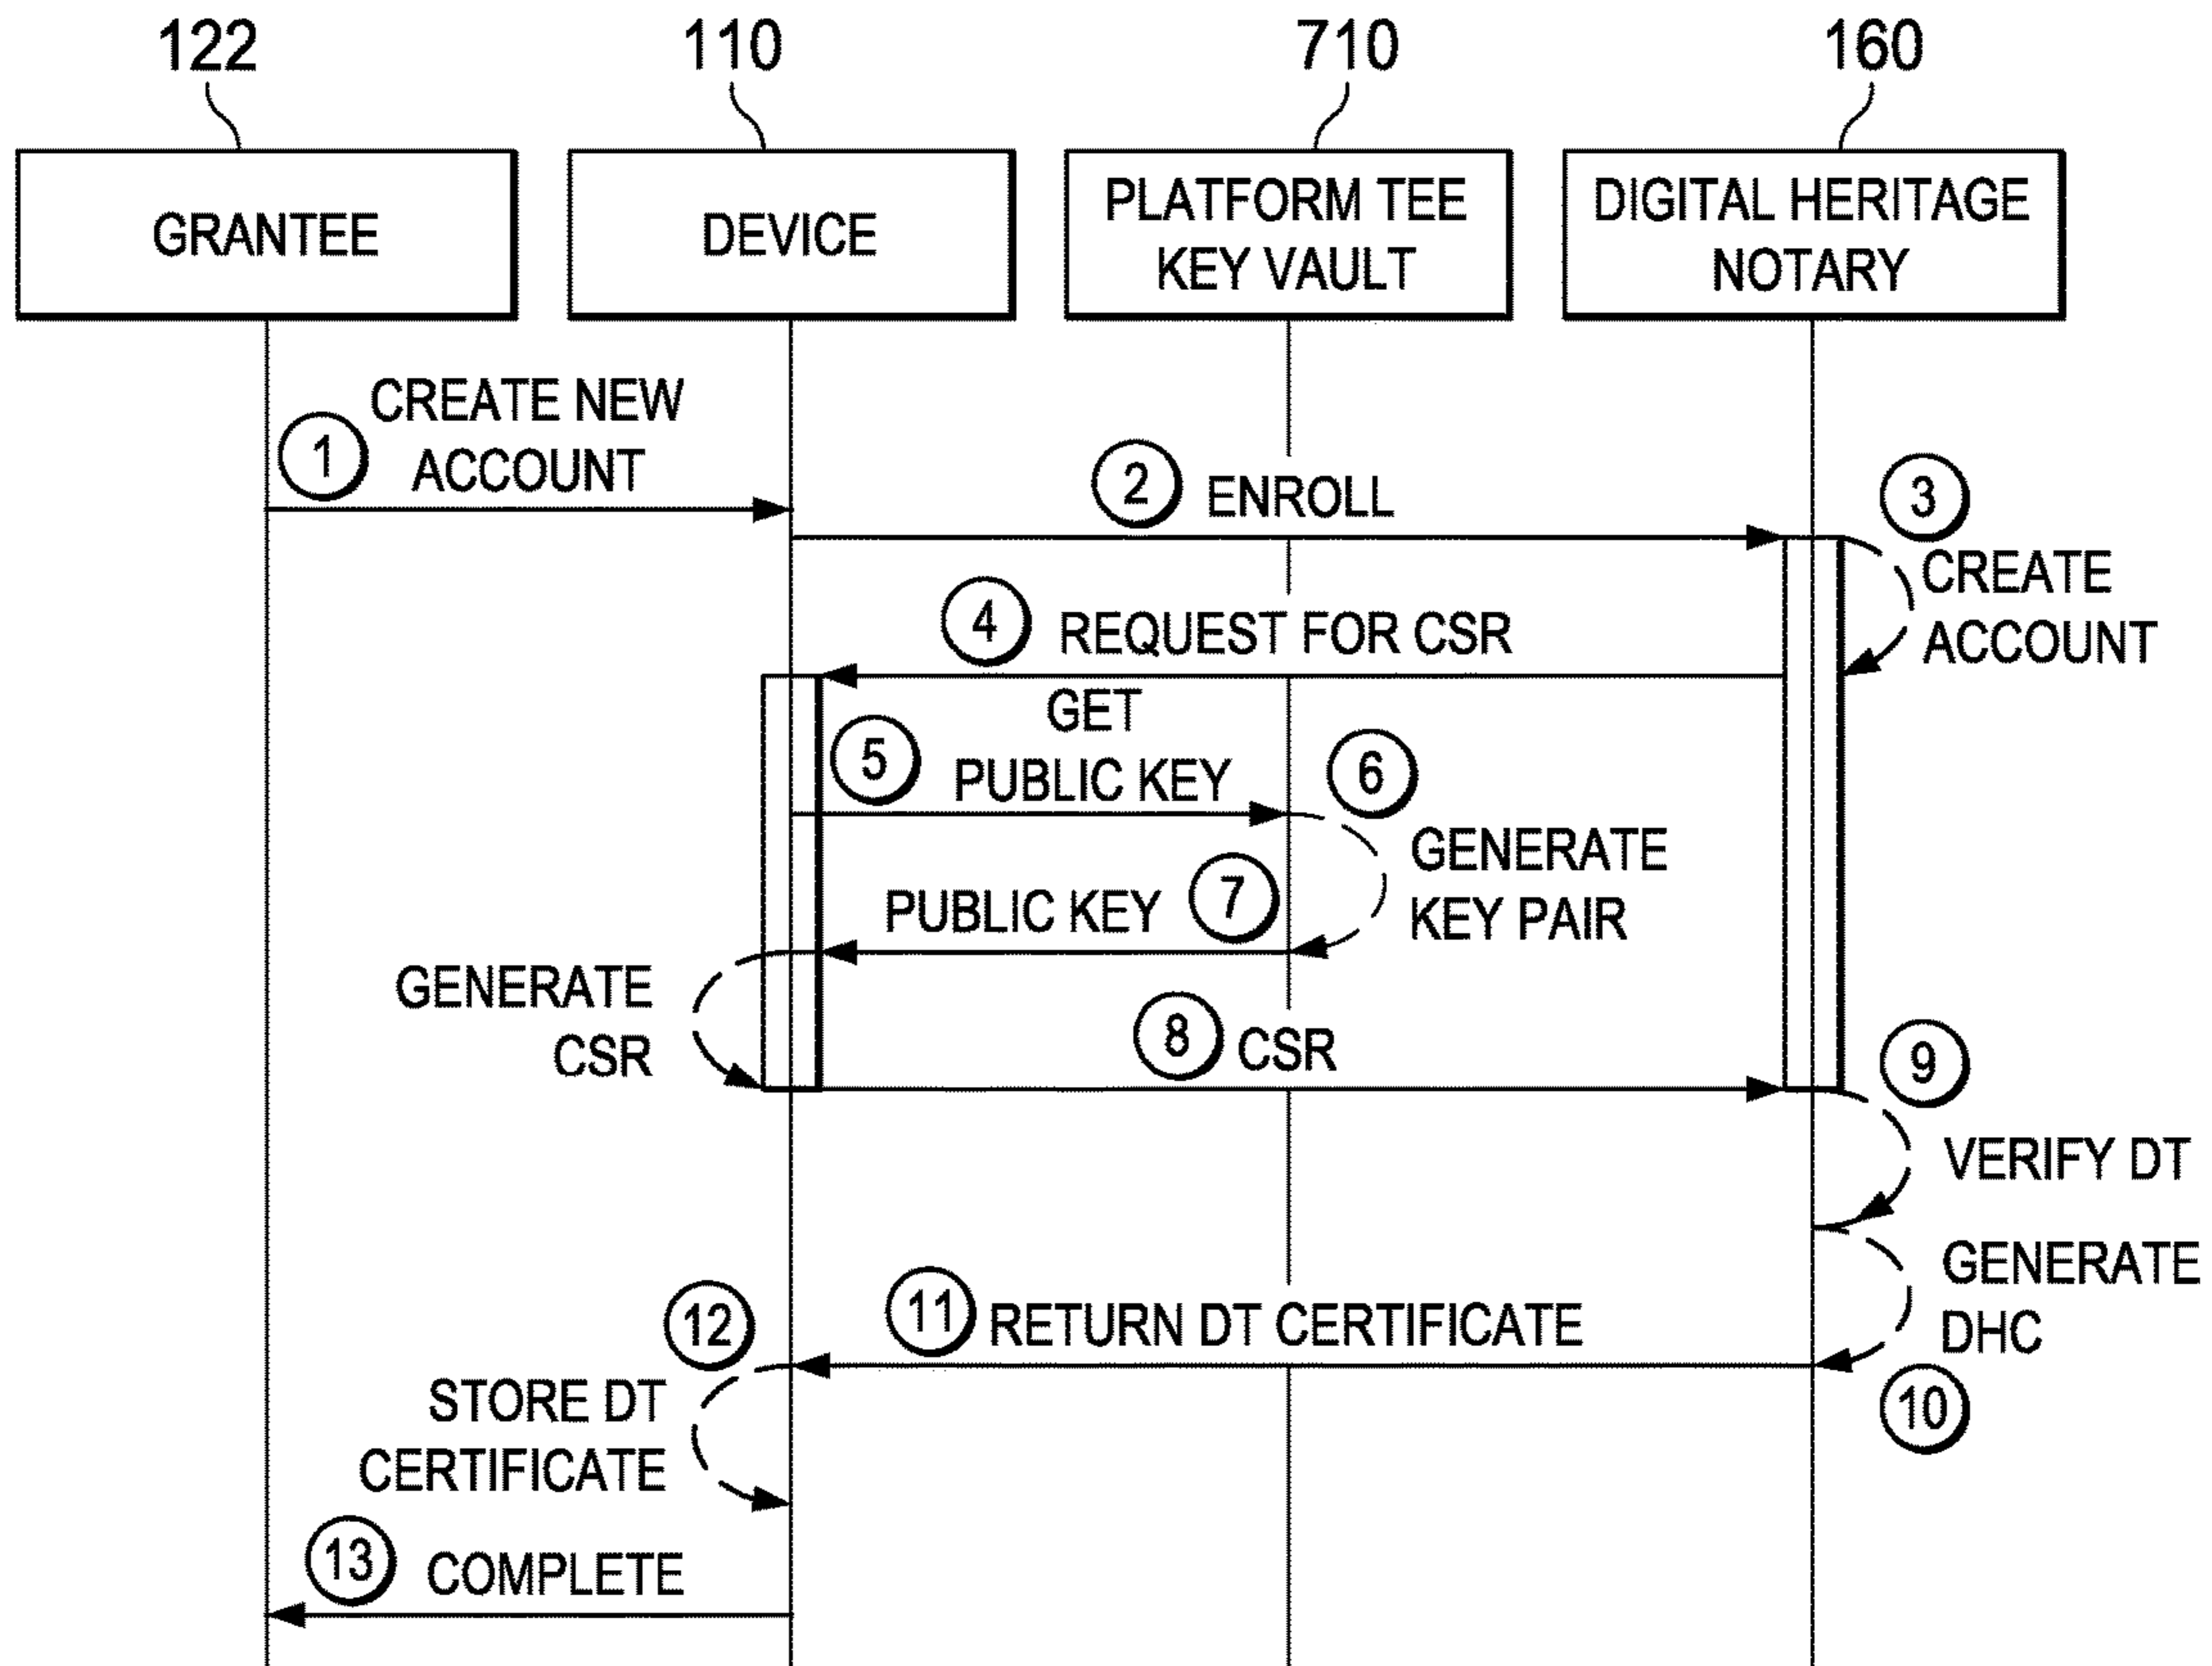 122
110
710
160
GRANTEE
DEVICE
PLATFORM TEE
KEY VAULT
DIGITAL HERITAGE
NOTARY
1
CREATE NEW
ACCOUNT
2
ENROLL
3
CREATE
ACCOUNT
4
REQUEST FOR CSR
5
GET
PUBLIC KEY
6
GENERATE
KEY PAIR
7
PUBLIC KEY
GENERATE
CSR
8
CSR
9
VERIFY DT
GENERATE
DHC
10
11
RETURN DT CERTIFICATE
12
STORE DT
CERTIFICATE
13
COMPLETE